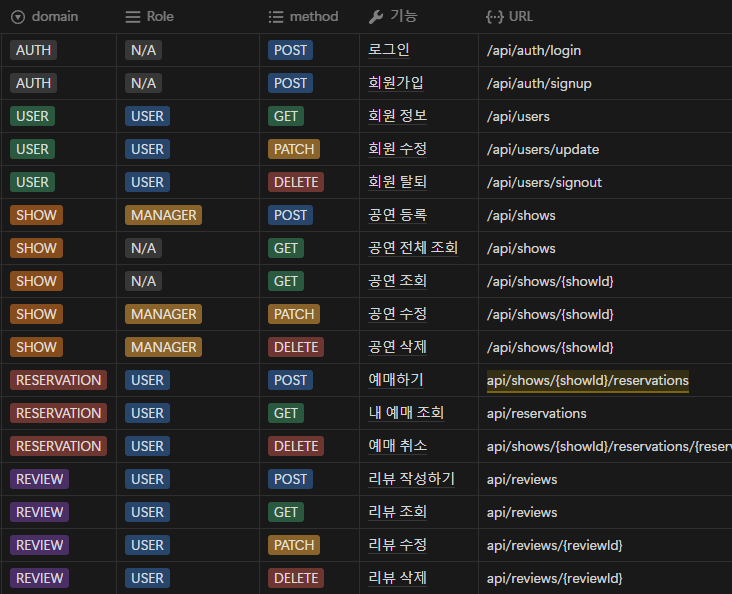 domain Role method 기능 URL
AUTH N/A POST 로그인 /api/auth/login
AUTH N/A POST 회원가입 /api/auth/signup
USER USER GET 회원 정보 /api/users
USER USER PATCH 회원 수정 /api/users/update
USER USER DELETE 회원 탈퇴 /api/users/signout
SHOW MANAGER POST 공연 등록 /api/shows
SHOW N/A GET 공연 전체 조회 /api/shows
SHOW N/A GET 공연 조회 /api/shows/{showId}
SHOW MANAGER PATCH 공연 수정 /api/shows/{showId}
SHOW MANAGER DELETE 공연 삭제 /api/shows/{showId}
RESERVATION USER POST 예매하기 api/shows/{showId}/reservations
RESERVATION USER GET 내 예매 조회 api/reservations
RESERVATION USER DELETE 예매 취소 api/shows/{showId}/reservations/{reser
REVIEW USER POST 리뷰 작성하기 api/reviews
REVIEW USER GET 리뷰 조회 api/reviews
REVIEW USER PATCH 리뷰 수정 api/reviews/{reviewId}
REVIEW USER DELETE 리뷰 삭제 api/reviews/{reviewId}